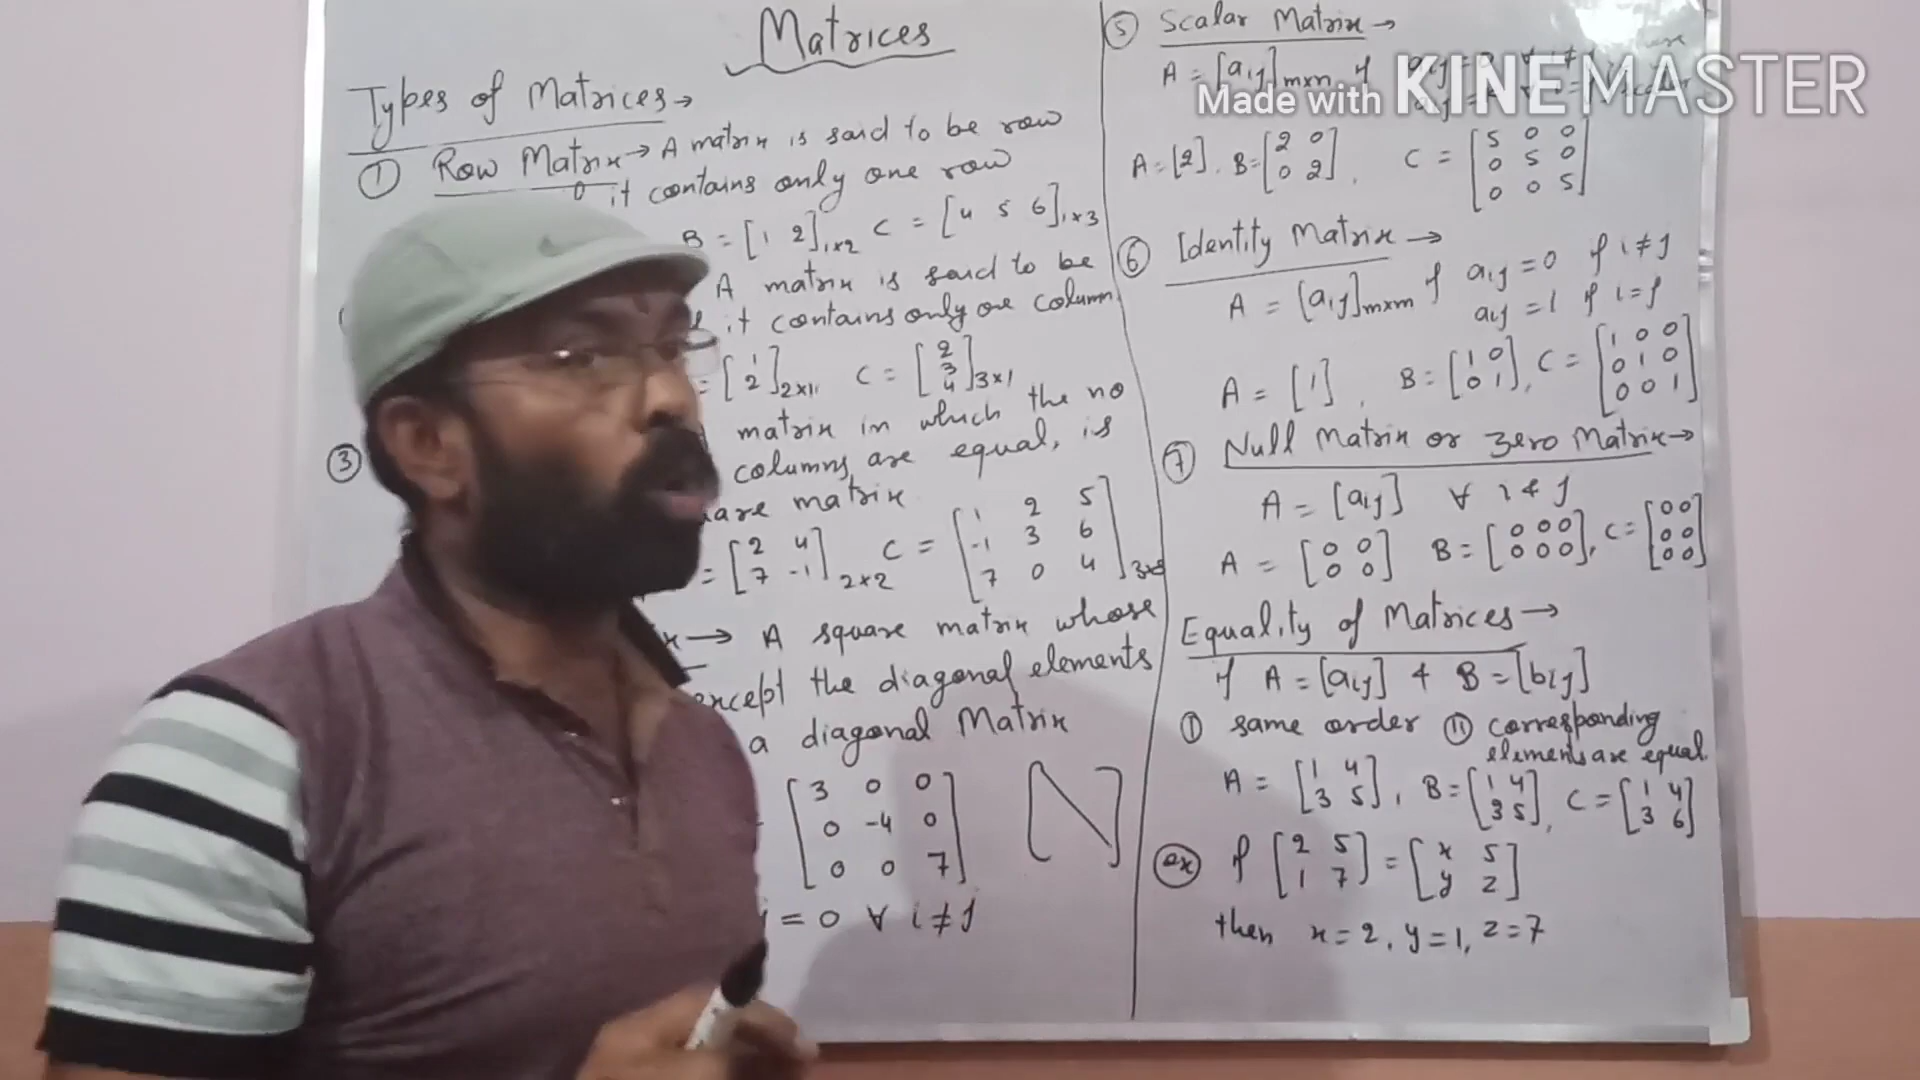 Matrices
Types of Matrices→
① Row Matrix→ A matrix is said to be row
it contains only one row
B = [1 2]1×2 C = [4 5 6]1×3
A matrix is said to be
it contains only one column
= [1 2]2×1 C = [2 3 4]3×1
③ matrix in which the no
columns are equal, is
are matrix
= [2 4
7 -1]2×2 C = [1 2 5
-1 3 6
7 0 4]
→ A square matrix whose
except the diagonal elements
a diagonal Matrix
[3 0 0
0 -4 0
0 0 7]
= 0 ∀ i ≠ j
⑤ Scalar Matrix→
A = [aij]m×n if
Made with KINEMASTER
A = [2], B = [2 0
0 2], C = [5 0 0
0 5 0
0 0 5]
⑥ Identity Matrix→
A = [aij]m×m if aij = 0 if i ≠ j
aij = 1 if i = j
A = [1], B = [1 0
0 1], C = [1 0 0
0 1 0
0 0 1]
⑦ Null Matrix or Zero Matrix→
A = [aij] ∀ i & j
A = [0 0
0 0] B = [0 0 0
0 0 0], C = [0 0
0 0
0 0]
Equality of Matrices→
if A = [aij] & B = [bij]
Ⓘ same order Ⓘⓘ corresponding
elements are equal
A = [1 4
3 5], B = [1 4
3 5], C = [1 4
3 6]
ex if [2 5
1 7] = [x 5
y z]
then x = 2, y = 1, z = 7